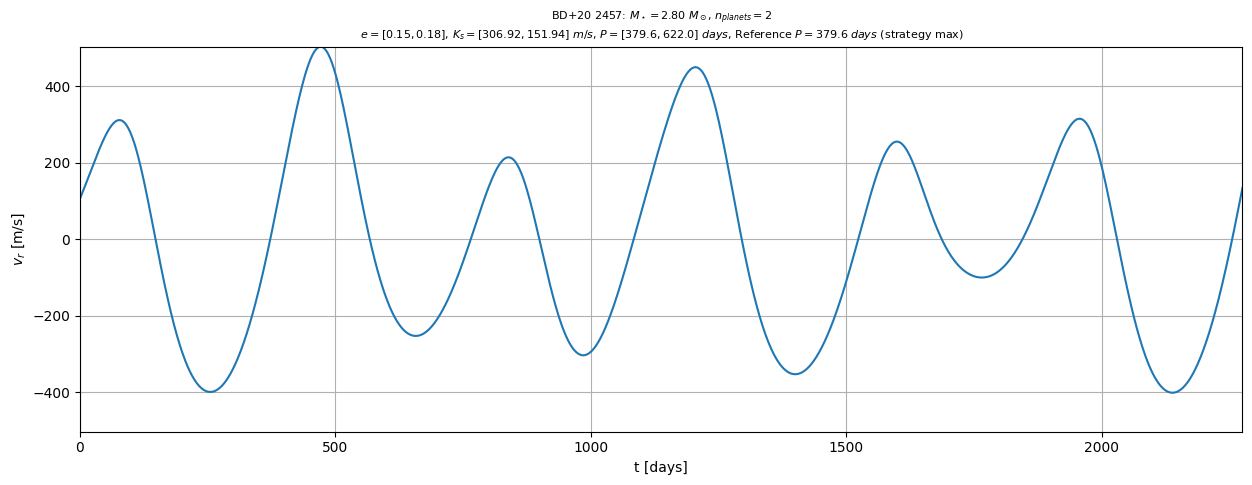 BD+20 2457: M⋆ = 2.80 M⊙, nplanets = 2
e = [0.15, 0.18], Ks = [306.92, 151.94] m/s, P = [379.6, 622.0] days, Reference P = 379.6 days (strategy max)
400
200
0
−200
−400
vr [m/s]
0 500 1000 1500 2000
t [days]